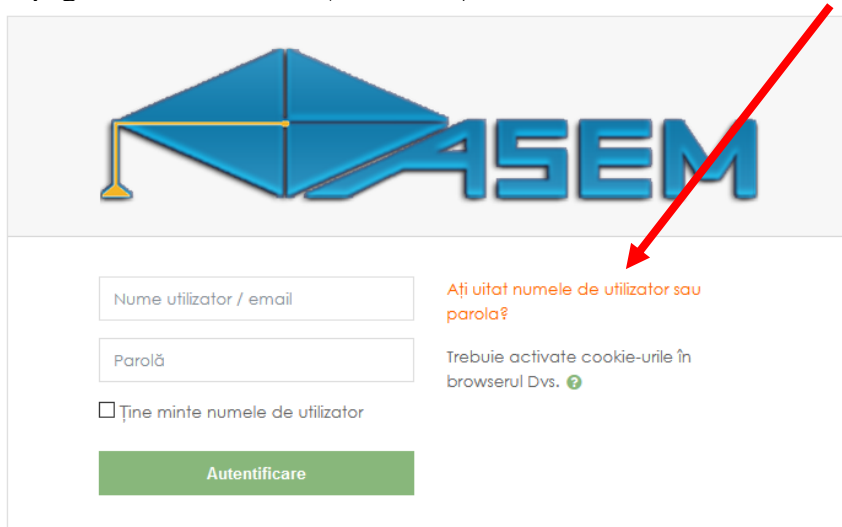 ASEM
Nume utilizator / email
Parolă
Ține minte numele de utilizator
Autentificare
Ați uitat numele de utilizator sau
parola?
Trebuie activate cookie-urile în
browserul Dvs.